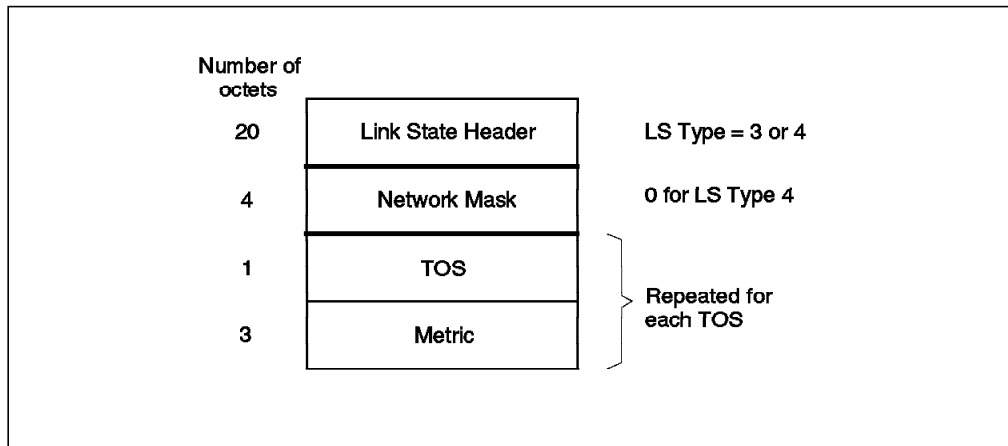 Number of
octets
20 Link State Header LS Type = 3 or 4
4 Network Mask 0 for LS Type 4
1 TOS
Repeated for
each TOS
3 Metric